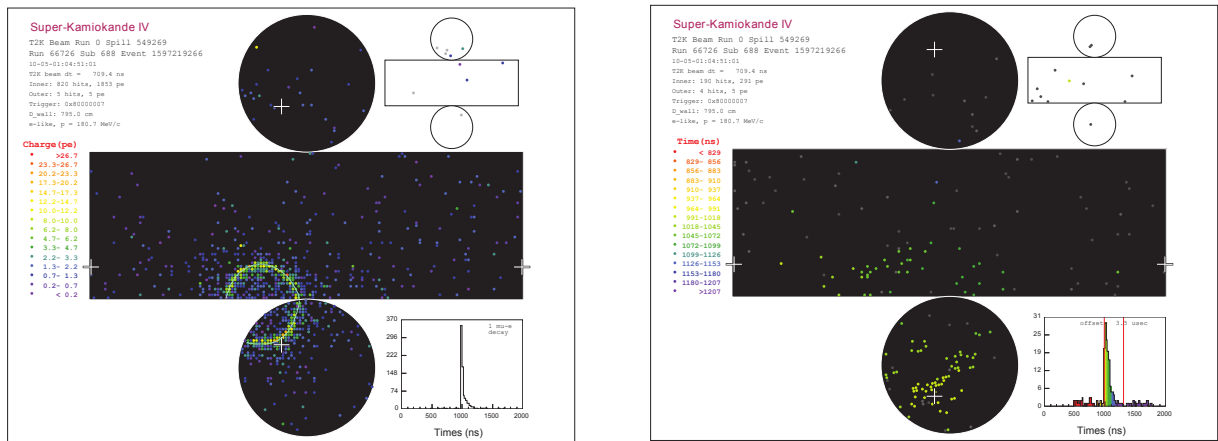 Super-Kamiokande IV
T2K Beam Run 0 Spill 549269
Run 66726 Sub 688 Event 1597219266
10-05-01:04:51:01
T2K beam dt = 709.4 ns
Inner: 820 hits, 1853 pe
Outer: 5 hits, 5 pe
Trigger: 0x80000007
D_wall: 795.0 cm
e-like, p = 180.7 MeV/c
Charge(pe)
>26.7
23.3-26.7
20.2-23.3
17.3-20.2
14.7-17.3
12.2-14.7
10.0-12.2
8.0-10.0
6.2- 8.0
4.7- 6.2
3.3- 4.7
2.2- 3.3
1.3- 2.2
0.7- 1.3
0.2- 0.7
< 0.2
1 mu-e
decay
370
296
222
148
74
0
0 500 1000 1500 2000
Times (ns)
Super-Kamiokande IV
T2K Beam Run 0 Spill 549269
Run 66726 Sub 688 Event 1597219266
10-05-01:04:51:01
T2K beam dt = 709.4 ns
Inner: 190 hits, 291 pe
Outer: 4 hits, 5 pe
Trigger: 0x80000007
D_wall: 795.0 cm
e-like, p = 180.7 MeV/c
Time(ns)
< 829
829- 856
856- 883
883- 910
910- 937
937- 964
964- 991
991-1018
1018-1045
1045-1072
1072-1099
1099-1126
1126-1153
1153-1180
1180-1207
>1207
offset 3.5 usec
31
25
19
12
6
0
0 500 1000 1500 2000
Times (ns)